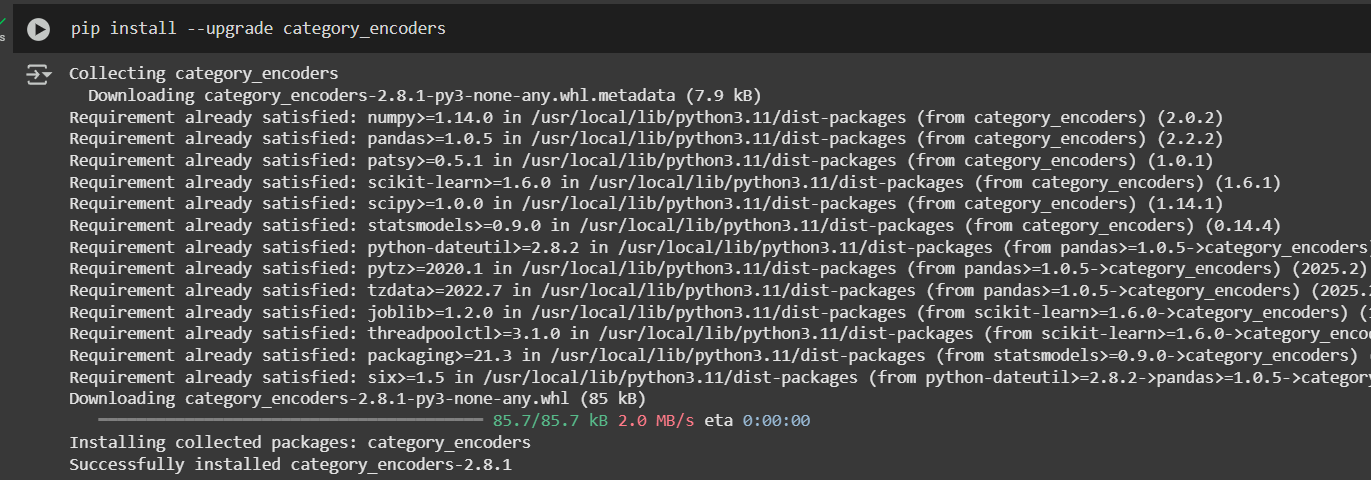 s
pip install --upgrade category_encoders
Collecting category_encoders
Downloading category_encoders-2.8.1-py3-none-any.whl.metadata (7.9 kB)
Requirement already satisfied: numpy>=1.14.0 in /usr/local/lib/python3.11/dist-packages (from category_encoders) (2.0.2)
Requirement already satisfied: pandas>=1.0.5 in /usr/local/lib/python3.11/dist-packages (from category_encoders) (2.2.2)
Requirement already satisfied: patsy>=0.5.1 in /usr/local/lib/python3.11/dist-packages (from category_encoders) (1.0.1)
Requirement already satisfied: scikit-learn>=1.6.0 in /usr/local/lib/python3.11/dist-packages (from category_encoders) (1.6.1)
Requirement already satisfied: scipy>=1.0.0 in /usr/local/lib/python3.11/dist-packages (from category_encoders) (1.14.1)
Requirement already satisfied: statsmodels>=0.9.0 in /usr/local/lib/python3.11/dist-packages (from category_encoders) (0.14.4)
Requirement already satisfied: python-dateutil>=2.8.2 in /usr/local/lib/python3.11/dist-packages (from pandas>=1.0.5->category_encoders)
Requirement already satisfied: pytz>=2020.1 in /usr/local/lib/python3.11/dist-packages (from pandas>=1.0.5->category_encoders) (2025.2)
Requirement already satisfied: tzdata>=2022.7 in /usr/local/lib/python3.11/dist-packages (from pandas>=1.0.5->category_encoders) (2025.2
Requirement already satisfied: joblib>=1.2.0 in /usr/local/lib/python3.11/dist-packages (from scikit-learn>=1.6.0->category_encoders) (
Requirement already satisfied: threadpoolctl>=3.1.0 in /usr/local/lib/python3.11/dist-packages (from scikit-learn>=1.6.0->category_enco
Requirement already satisfied: packaging>=21.3 in /usr/local/lib/python3.11/dist-packages (from statsmodels>=0.9.0->category_encoders) (
Requirement already satisfied: six>=1.5 in /usr/local/lib/python3.11/dist-packages (from python-dateutil>=2.8.2->pandas>=1.0.5->categor
Downloading category_encoders-2.8.1-py3-none-any.whl (85 kB)
85.7/85.7 kB 2.0 MB/s eta 0:00:00
Installing collected packages: category_encoders
Successfully installed category_encoders-2.8.1